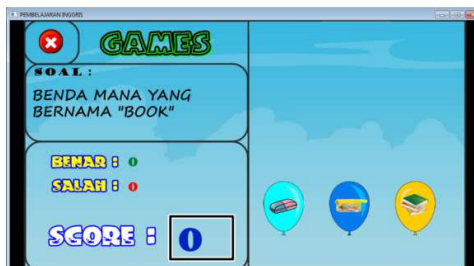 PEMBELAJARAN INGGRIS
GAMES
SOAL :
BENDA MANA YANG
BERNAMA "BOOK"
BENAR : 0
SALAH : 0
SCORE : 0